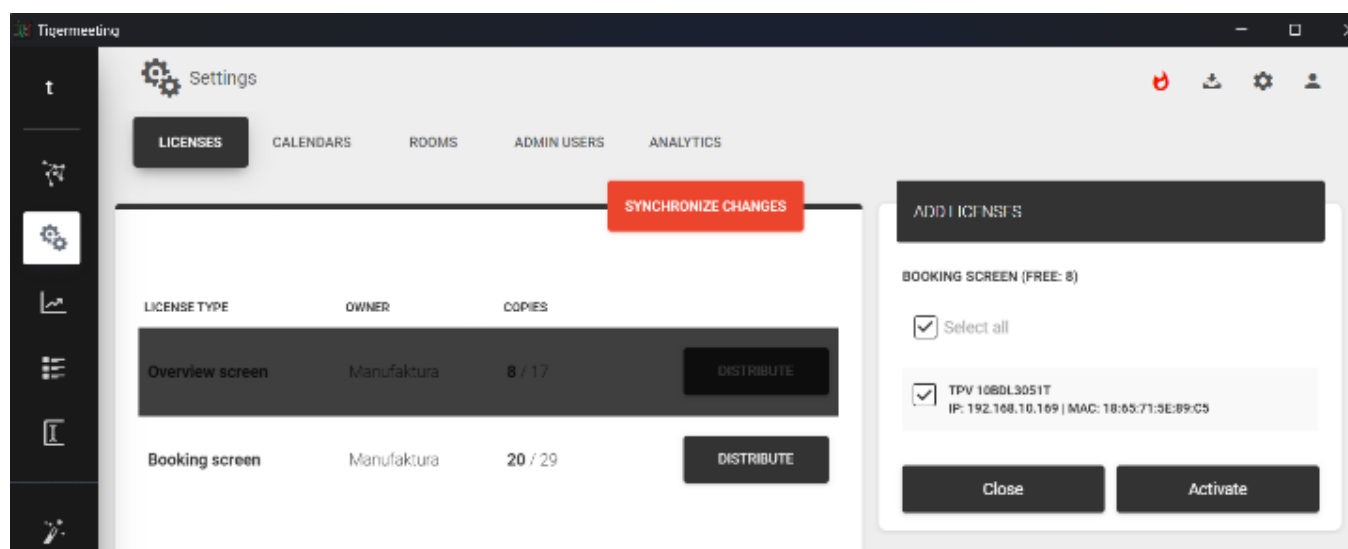 Tigermeeting
t
Settings
LICENSES CALENDARS ROOMS ADMIN USERS ANALYTICS
SYNCHRONIZE CHANGES
ADD LICENSES
BOOKING SCREEN (FREE: 8)
LICENSE TYPE OWNER COPIES
Select all
Overview screen Manufaktura 8 / 17 DISTRIBUTE
TPV 10BDL3051T
IP: 192.168.10.169 | MAC: 18:65:71:5E:89:C5
Booking screen Manufaktura 20 / 29 DISTRIBUTE
Close Activate